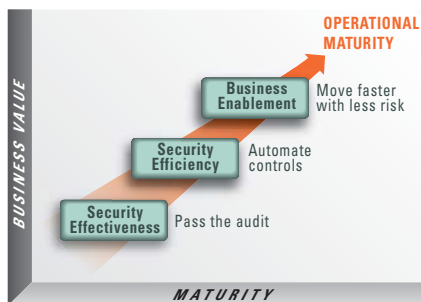 OPERATIONAL
MATURITY
Business
Enablement
Move faster
with less risk
Security
Efficiency
Automate
controls
Security
Effectiveness
Pass the audit
BUSINESS VALUE
MATURITY